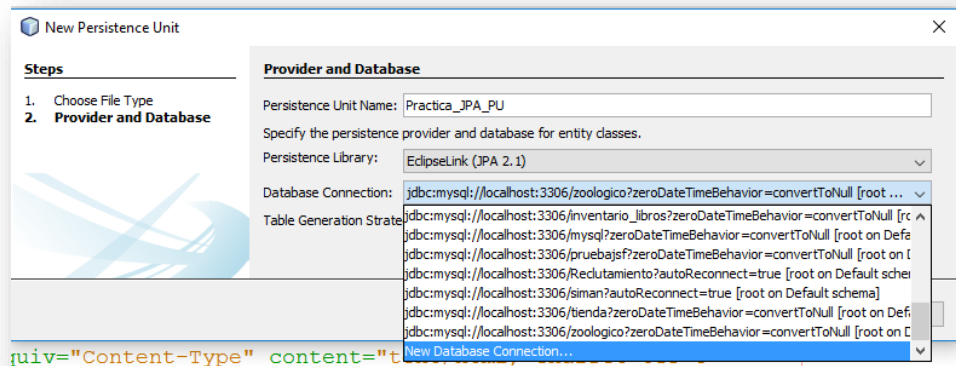 New Persistence Unit
Steps
1. Choose File Type
2. Provider and Database
Provider and Database
Persistence Unit Name: Practica_JPA_PU
Specify the persistence provider and database for entity classes.
Persistence Library: EclipseLink (JPA 2.1)
Database Connection: jdbc:mysql://localhost:3306/zoologico?zeroDateTimeBehavior=convertToNull [root ...
Table Generation Strate
jdbc:mysql://localhost:3306/inventario_libros?zeroDateTimeBehavior=convertToNull [rc
jdbc:mysql://localhost:3306/mysql?zeroDateTimeBehavior=convertToNull [root on Defa
jdbc:mysql://localhost:3306/pruebajsf?zeroDateTimeBehavior=convertToNull [root on D
jdbc:mysql://localhost:3306/Reclutamiento?autoReconnect=true [root on Default scher
jdbc:mysql://localhost:3306/siman?autoReconnect=true [root on Default schema]
jdbc:mysql://localhost:3306/tienda?zeroDateTimeBehavior=convertToNull [root on Defa
jdbc:mysql://localhost:3306/zoologico?zeroDateTimeBehavior=convertToNull [root on D
New Database Connection...
quiv="Content-Type" content="t